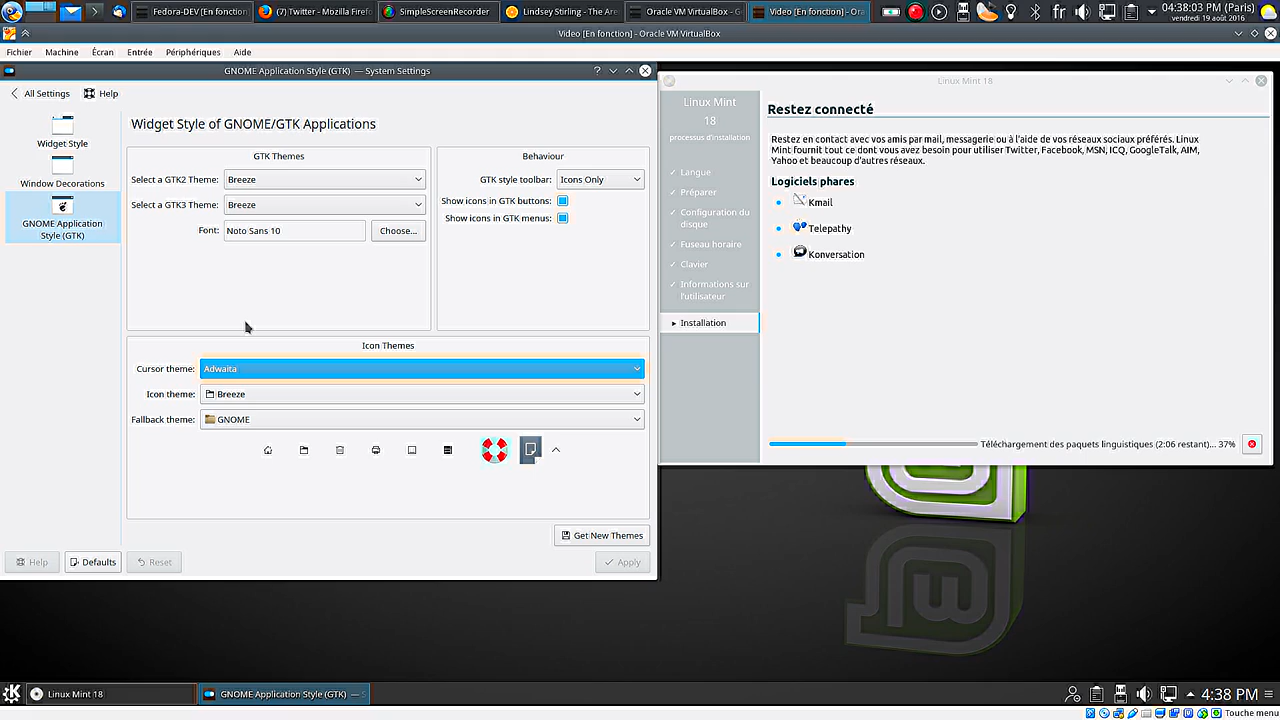 Fedora-DEV [En fonction]
(7) Twitter - Mozilla Firef
SimpleScreenRecorder
Lindsey Stirling - The Are
Oracle VM VirtualBox - G
Video [En fonction] - Ora
fr
04:38:03 PM (Paris)
vendredi 19 août 2016
Video [En fonction] - Oracle VM VirtualBox
Fichier Machine Écran Entrée Périphériques Aide
GNOME Application Style (GTK) — System Settings
All Settings Help
Widget Style
Window Decorations
GNOME Application
Style (GTK)
Widget Style of GNOME/GTK Applications
GTK Themes
Select a GTK2 Theme: Breeze
Select a GTK3 Theme: Breeze
Font: Noto Sans 10 Choose...
Behaviour
GTK style toolbar: Icons Only
Show icons in GTK buttons:
Show icons in GTK menus:
Icon Themes
Cursor theme: Adwaita
Icon theme: Breeze
Fallback theme: GNOME
Get New Themes
Help Defaults Reset Apply
Linux Mint 18
Linux Mint
18
processus d'installation
✓ Langue
✓ Préparer
✓ Configuration du
disque
✓ Fuseau horaire
✓ Clavier
✓ Informations sur
l'utilisateur
▸ Installation
Restez connecté
Restez en contact avec vos amis par mail, messagerie ou à l'aide de vos réseaux sociaux préférés. Linux
Mint Fournit tout ce dont vous avez besoin pour utiliser Twitter, Facebook, MSN, ICQ, GoogleTalk, AIM,
Yahoo et beaucoup d'autres réseaux.
Logiciels phares
• Kmail
• Telepathy
• Konversation
Téléchargement des paquets linguistiques (2:06 restant)... 37%
Linux Mint 18
GNOME Application Style (GTK) — S
4:38 PM
Touche menu